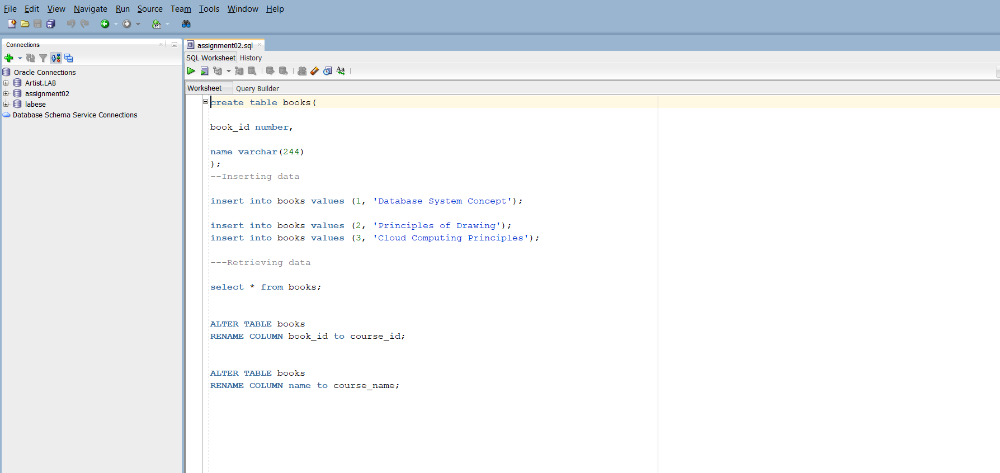 File Edit View Navigate Run Source Team Tools Window Help
Connections
Oracle Connections
Artist.LAB
assignment02
labese
Database Schema Service Connections
assignment02.sql
SQL Worksheet History
Aa
Worksheet Query Builder
create table books(
book_id number,
name varchar(244)
);
--Inserting data
insert into books values (1, 'Database System Concept');
insert into books values (2, 'Principles of Drawing');
insert into books values (3, 'Cloud Computing Principles');
---Retrieving data
select * from books;
ALTER TABLE books
RENAME COLUMN book_id to course_id;
ALTER TABLE books
RENAME COLUMN name to course_name;